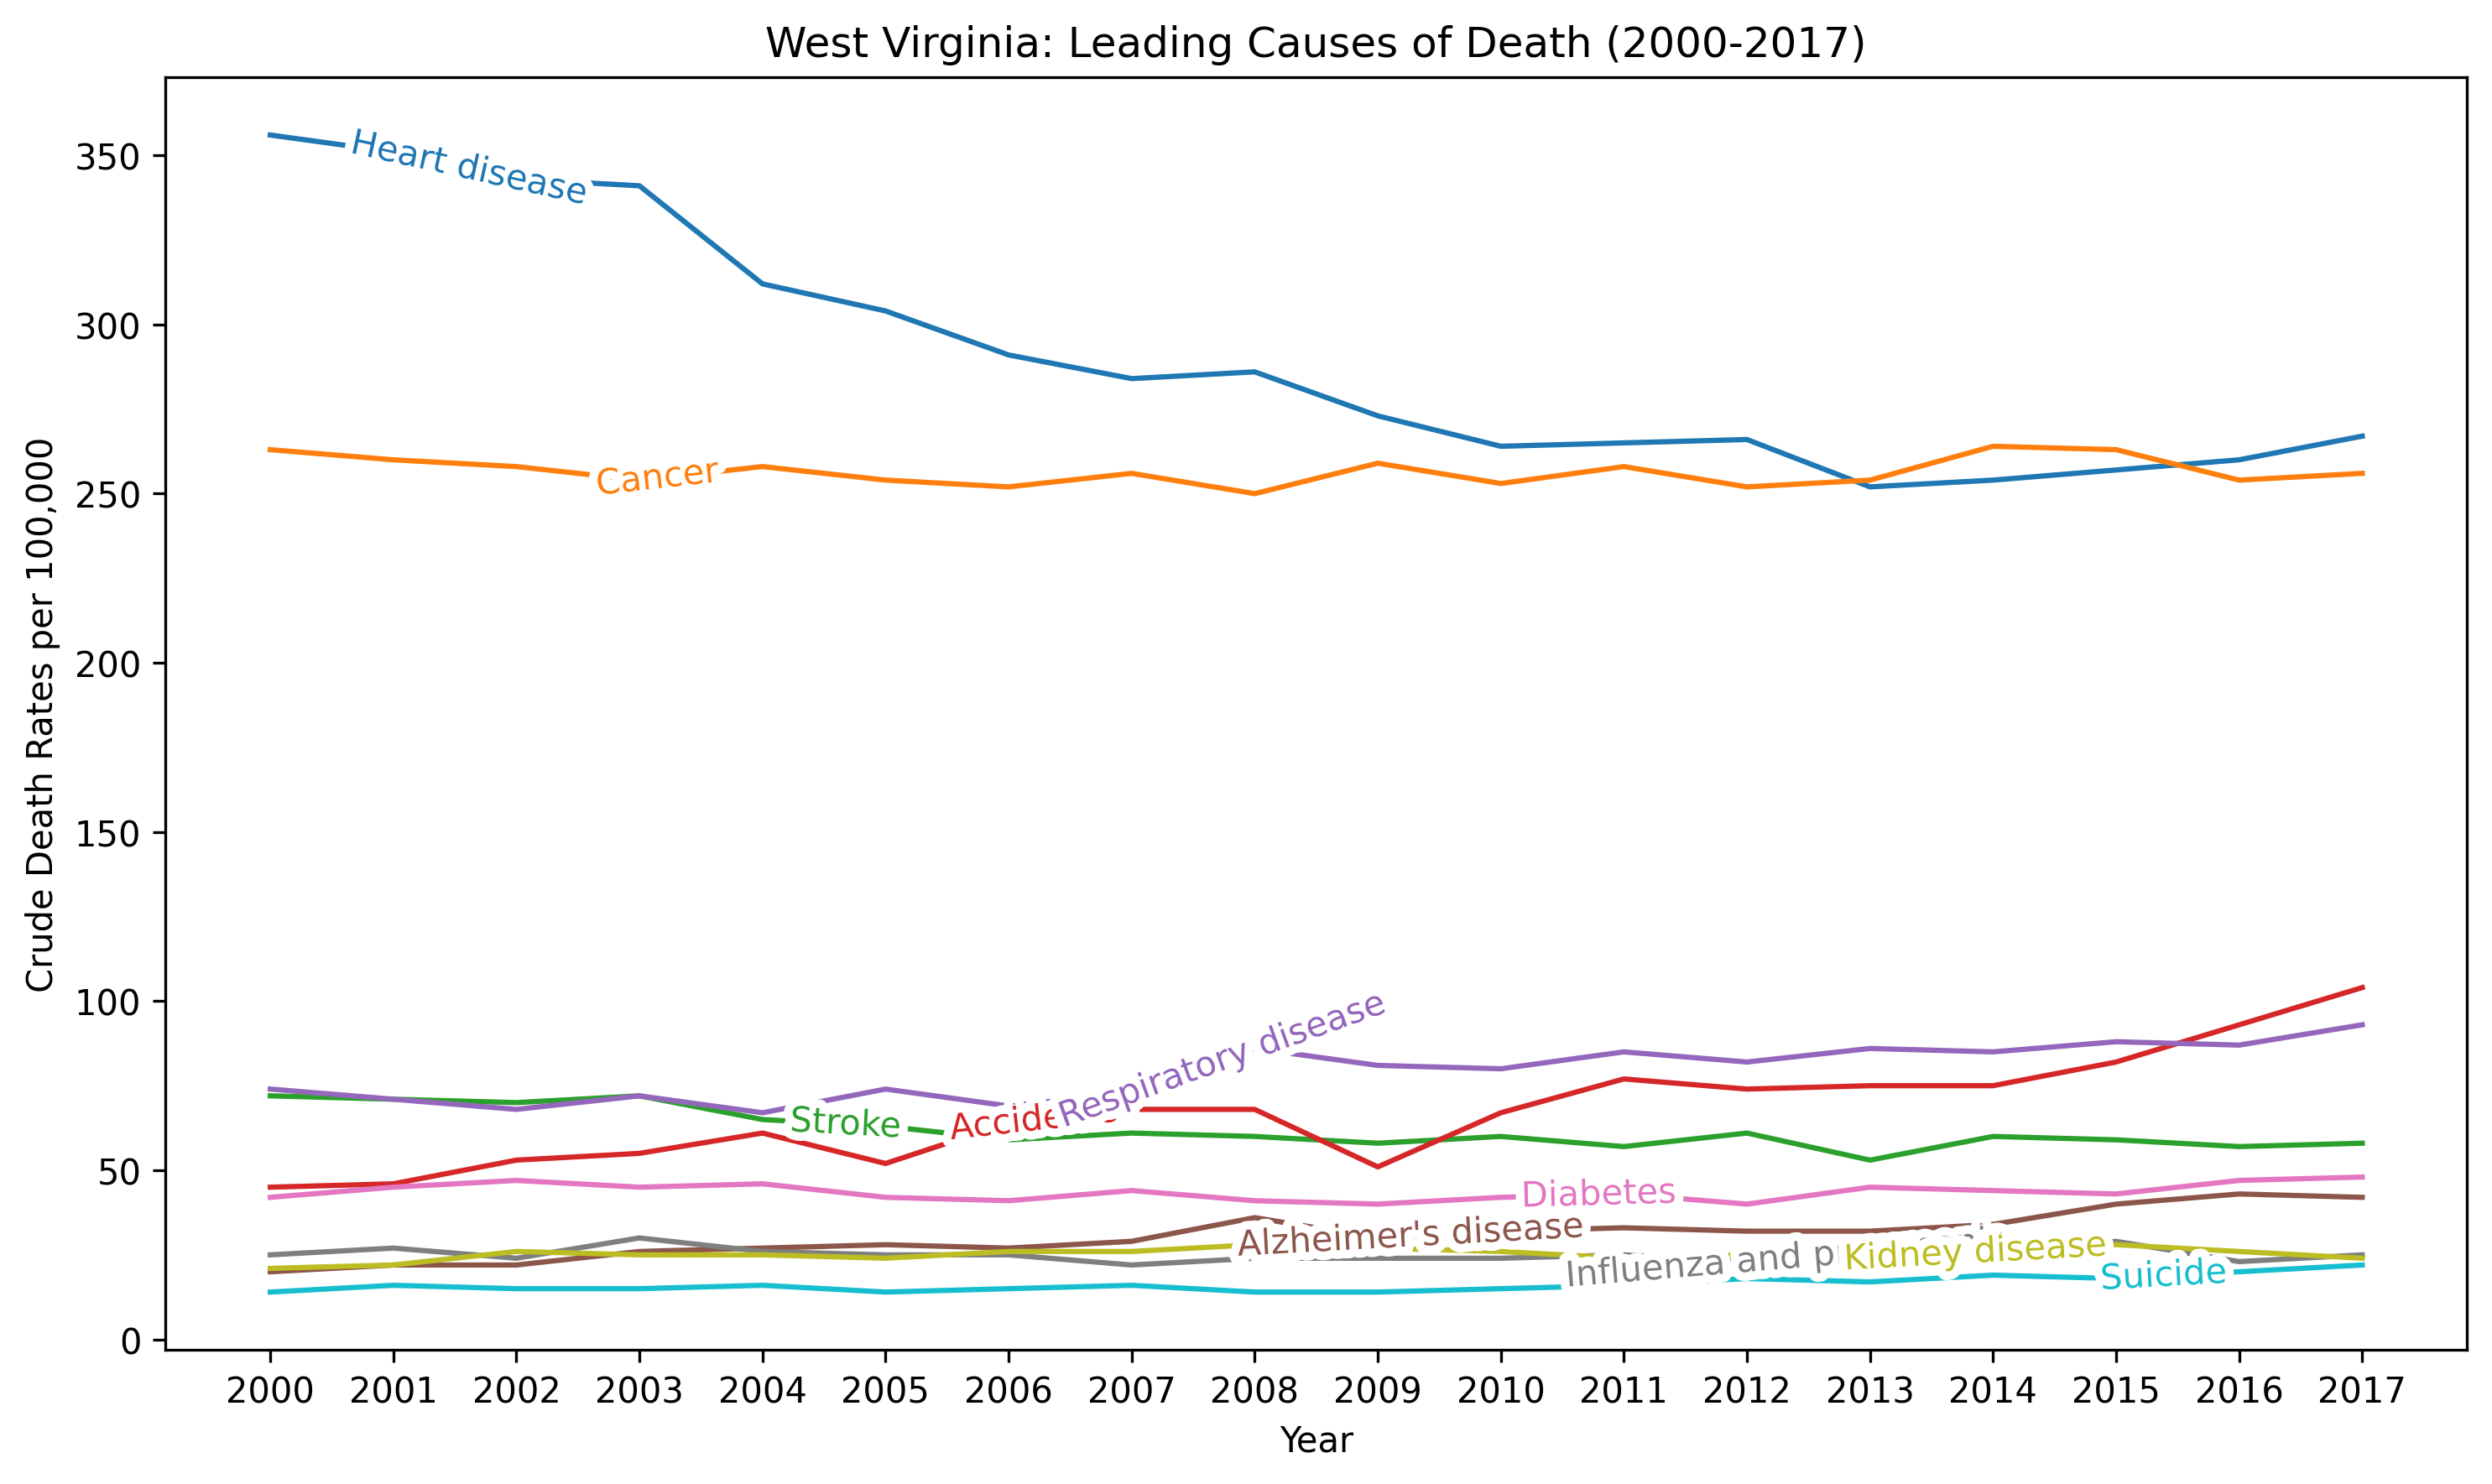 West Virginia: Leading Causes of Death (2000-2017)
Crude Death Rates per 100,000
350
300
250
200
150
100
50
0
Heart disease
Cancer
Respiratory disease
Stroke
Diabetes
Alzheimer's disease
Influenza and
Kidney disease
Suicide
2000 2001 2002 2003 2004 2005 2006 2007 2008 2009 2010 2011 2012 2013 2014 2015 2016 2017
Year